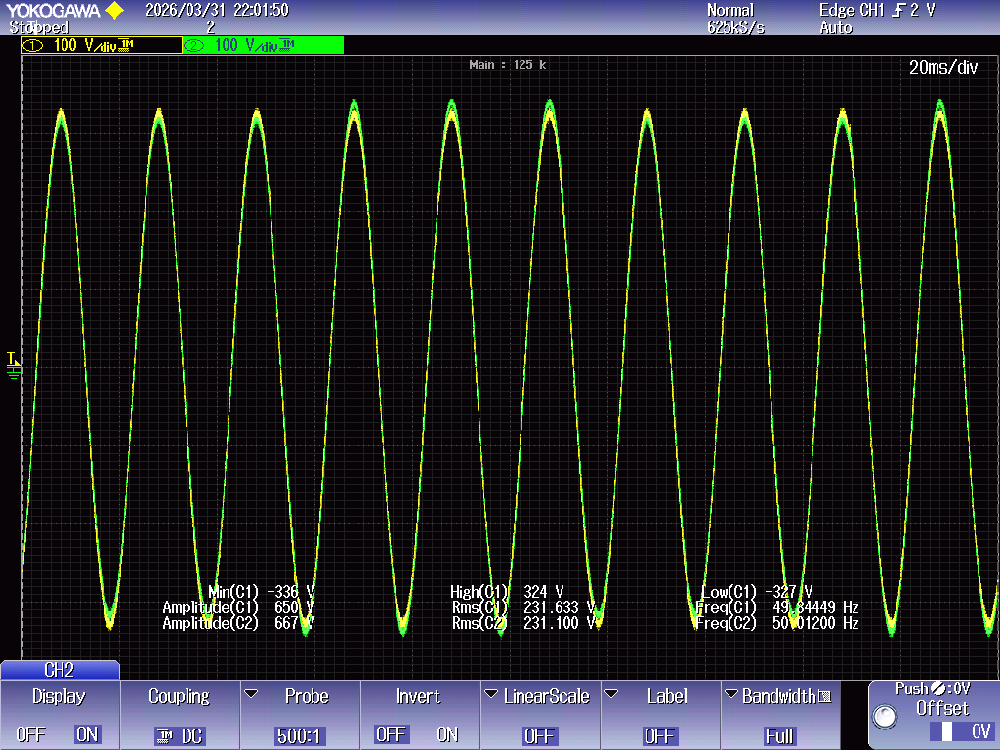 YOKOGAWA 2026/03/31 22:01:50 Normal Edge CH1 2 V
Stopped 2 625kS/s Auto
1 100 V/div 2 100 V/div
Main : 125 k
20ms/div
T
Min(C1) -336 V High(C1) 324 V Low(C1) -327 V
Amplitude(C1) 650 V Rms(C1) 231.633 V Freq(C1) Hz
Amplitude(C2) 667 V Rms(C2) 231.100 V Freq(C2) 50.01200 Hz
CH2
Display Coupling Probe Invert LinearScale Label Bandwidth
OFF ON 1M DC 500:1 OFF ON OFF OFF Full
Push :0V
Offset
0V